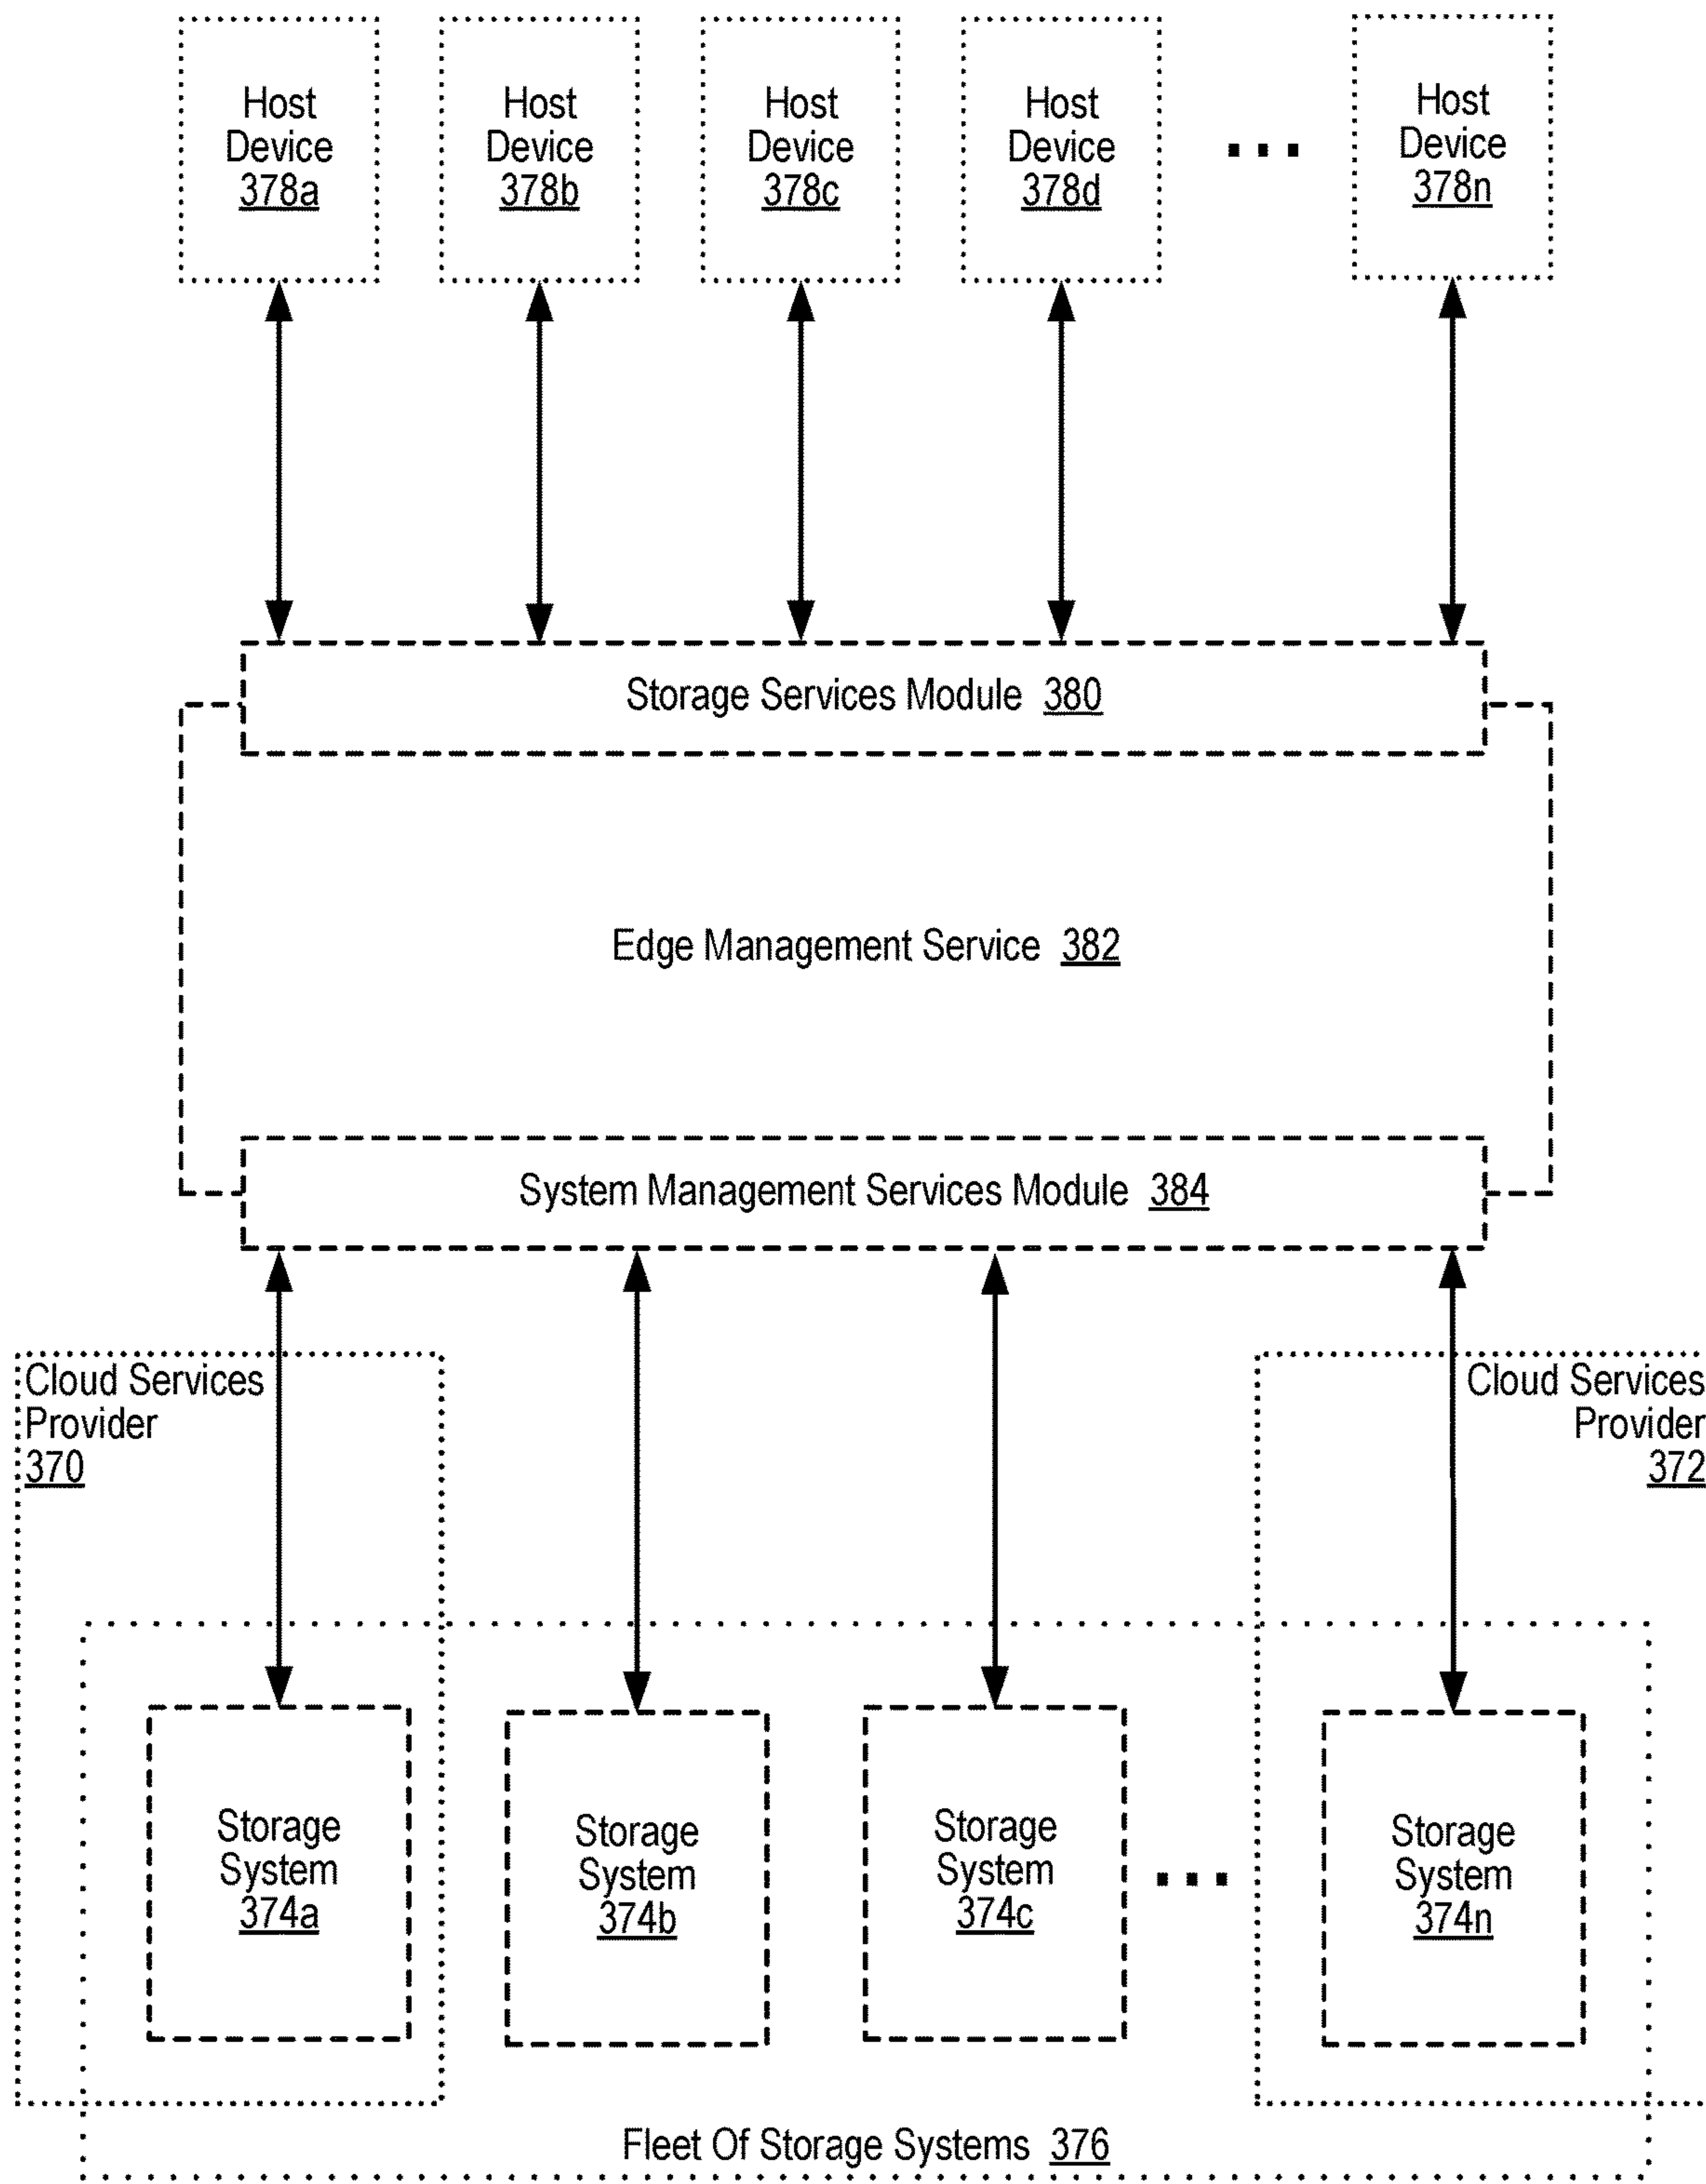 Host
Device
378a
Host
Device
378b
Host
Device
378c
Host
Device
378d
...
Host
Device
378n
Storage Services Module 380
Edge Management Service 382
System Management Services Module 384
Cloud Services
Provider
370
Cloud Services
Provider
372
Storage
System
374a
Storage
System
374b
Storage
System
374c
...
Storage
System
374n
Fleet Of Storage Systems 376